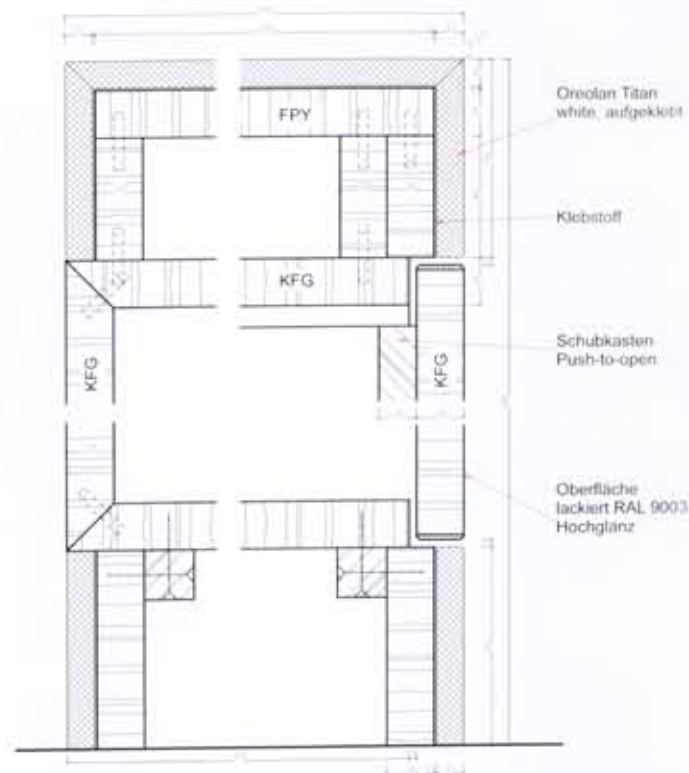 Oreolan Titan
white, aufgeklebt
FPY
Klebstoff
KFG
Schubkasten
Push-to-open
KFG
KFG
Oberfläche
lackiert RAL 9003
Hochglanz